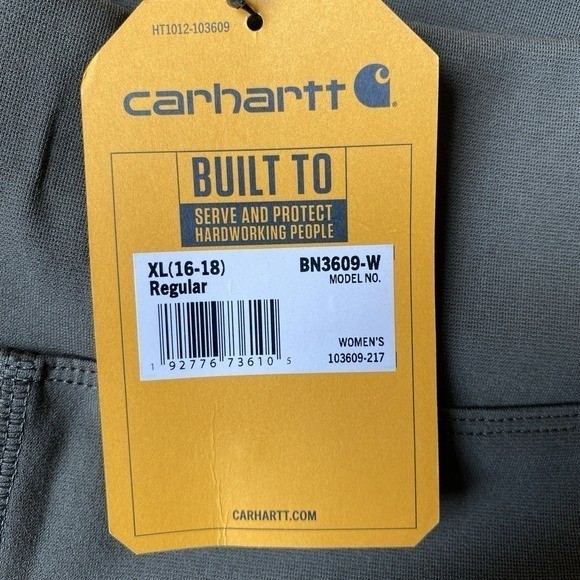 HT1012-103609
carhartt
BUILT TO
SERVE AND PROTECT
HARDWORKING PEOPLE
XL(16-18) BN3609-W
Regular MODEL NO.
1 92776 73610 5
WOMEN'S
103609-217
CARHARTT.COM